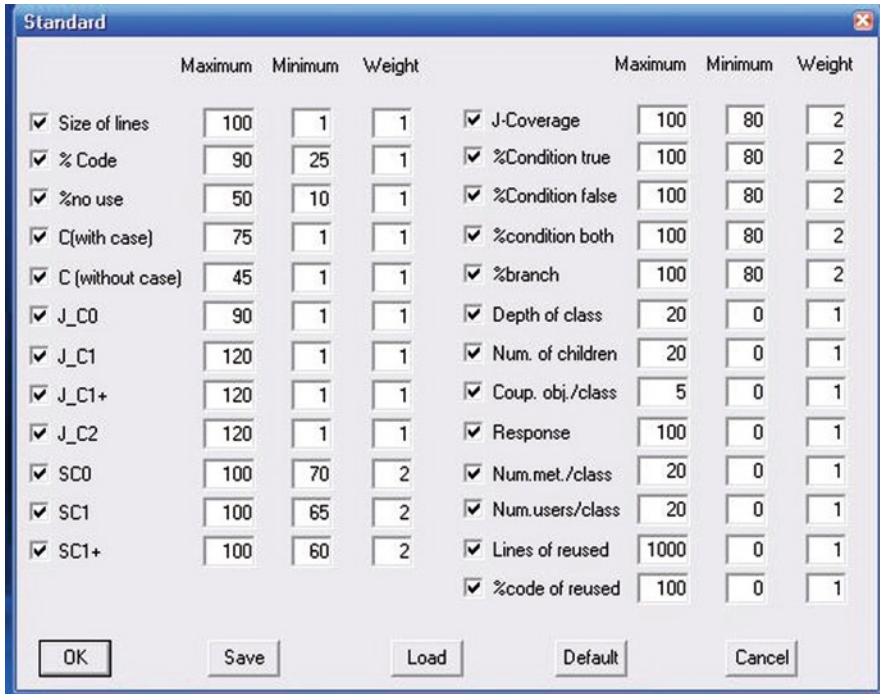 Standard
Maximum Minimum Weight
Size of lines 100 1 1
% Code 90 25 1
%no use 50 10 1
C(with case) 75 1 1
C (without case) 45 1 1
J_C0 90 1 1
J_C1 120 1 1
J_C1+ 120 1 1
J_C2 120 1 1
SC0 100 70 2
SC1 100 65 2
SC1+ 100 60 2
Maximum Minimum Weight
J-Coverage 100 80 2
%Condition true 100 80 2
%Condition false 100 80 2
%condition both 100 80 2
%branch 100 80 2
Depth of class 20 0 1
Num. of children 20 0 1
Coup. obj./class 5 0 1
Response 100 0 1
Num.met./class 20 0 1
Num.users/class 20 0 1
Lines of reused 1000 0 1
%code of reused 100 0 1
OK Save Load Default Cancel